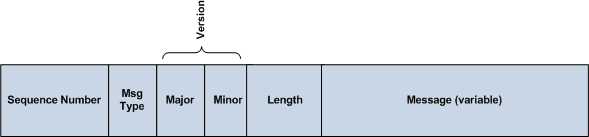 Version
Sequence Number
Msg
Type
Major
Minor
Length
Message (variable)